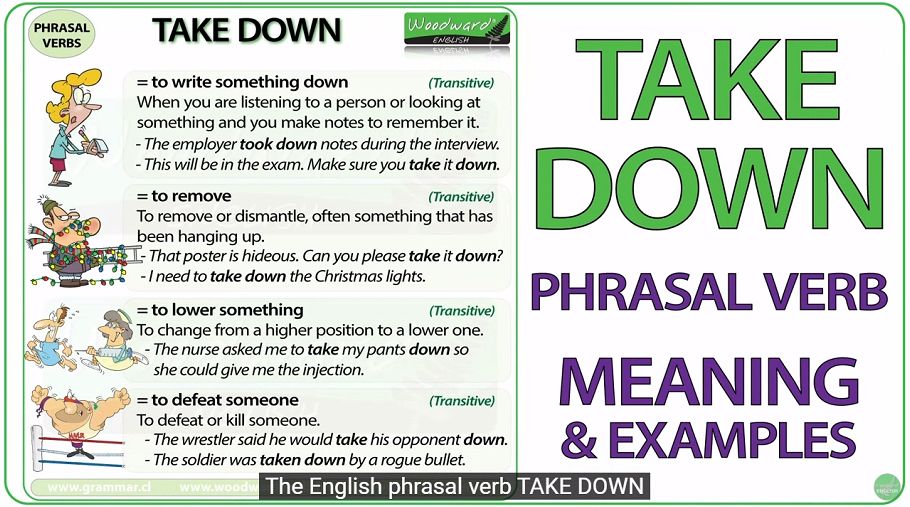 PHRASAL
VERBS
TAKE DOWN
Woodward®
ENGLISH
= to write something down (Transitive)
When you are listening to a person or looking at
something and you make notes to remember it.
- The employer took down notes during the interview.
- This will be in the exam. Make sure you take it down.
= to remove (Transitive)
To remove or dismantle, often something that has
been hanging up.
- That poster is hideous. Can you please take it down?
- I need to take down the Christmas lights.
= to lower something (Transitive)
To change from a higher position to a lower one.
- The nurse asked me to take my pants down so
she could give me the injection.
= to defeat someone (Transitive)
To defeat or kill someone.
- The wrestler said he would take his opponent down.
- The soldier was taken down by a rogue bullet.
www.grammar.cl
TAKE
DOWN
PHRASAL VERB
MEANING
& EXAMPLES
The English phrasal verb TAKE DOWN